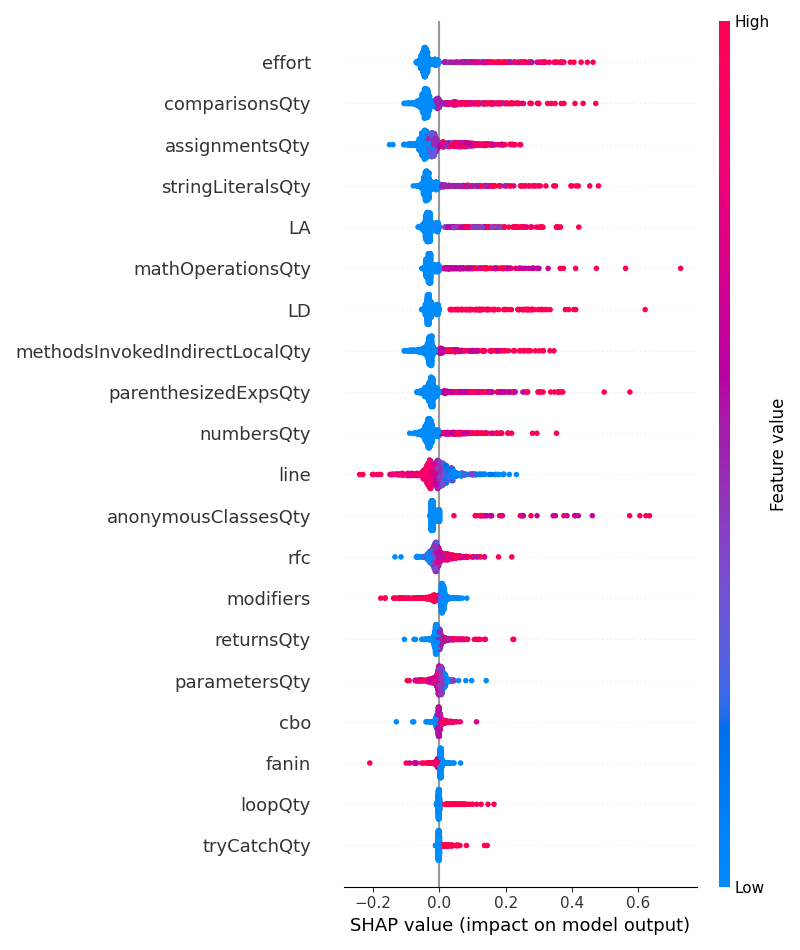 High
effort
comparisonsQty
assignmentsQty
stringLiteralsQty
LA
mathOperationsQty
LD
methodsInvokedIndirectLocalQty
parenthesizedExpsQty
numbersQty
line
anonymousClassesQty
rfc
modifiers
returnsQty
parametersQty
cbo
fanin
loopQty
tryCatchQty
Feature value
Low
−0.2 0.0 0.2 0.4 0.6
SHAP value (impact on model output)